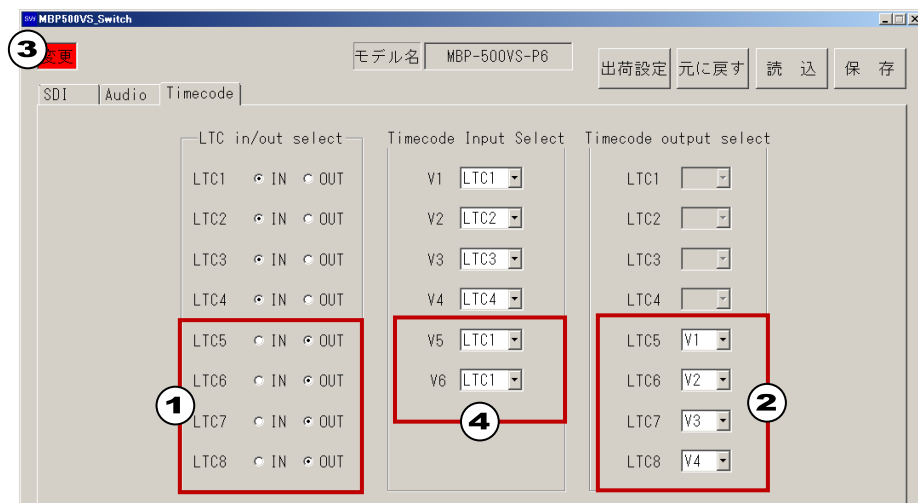 SW MBP500VS_Switch
③ 変更
モデル名 MBP-500VS-P6 出荷設定 元に戻す 読 込 保 存
SDI Audio Timecode
LTC in/out select Timecode Input Select Timecode output select
LTC1 IN OUT V1 LTC1 LTC1
LTC2 IN OUT V2 LTC2 LTC2
LTC3 IN OUT V3 LTC3 LTC3
LTC4 IN OUT V4 LTC4 LTC4
LTC5 IN OUT V5 LTC1 LTC5 V1
LTC6 IN OUT V6 LTC1 LTC6 V2
① ④ ②
LTC7 IN OUT LTC7 V3
LTC8 IN OUT LTC8 V4